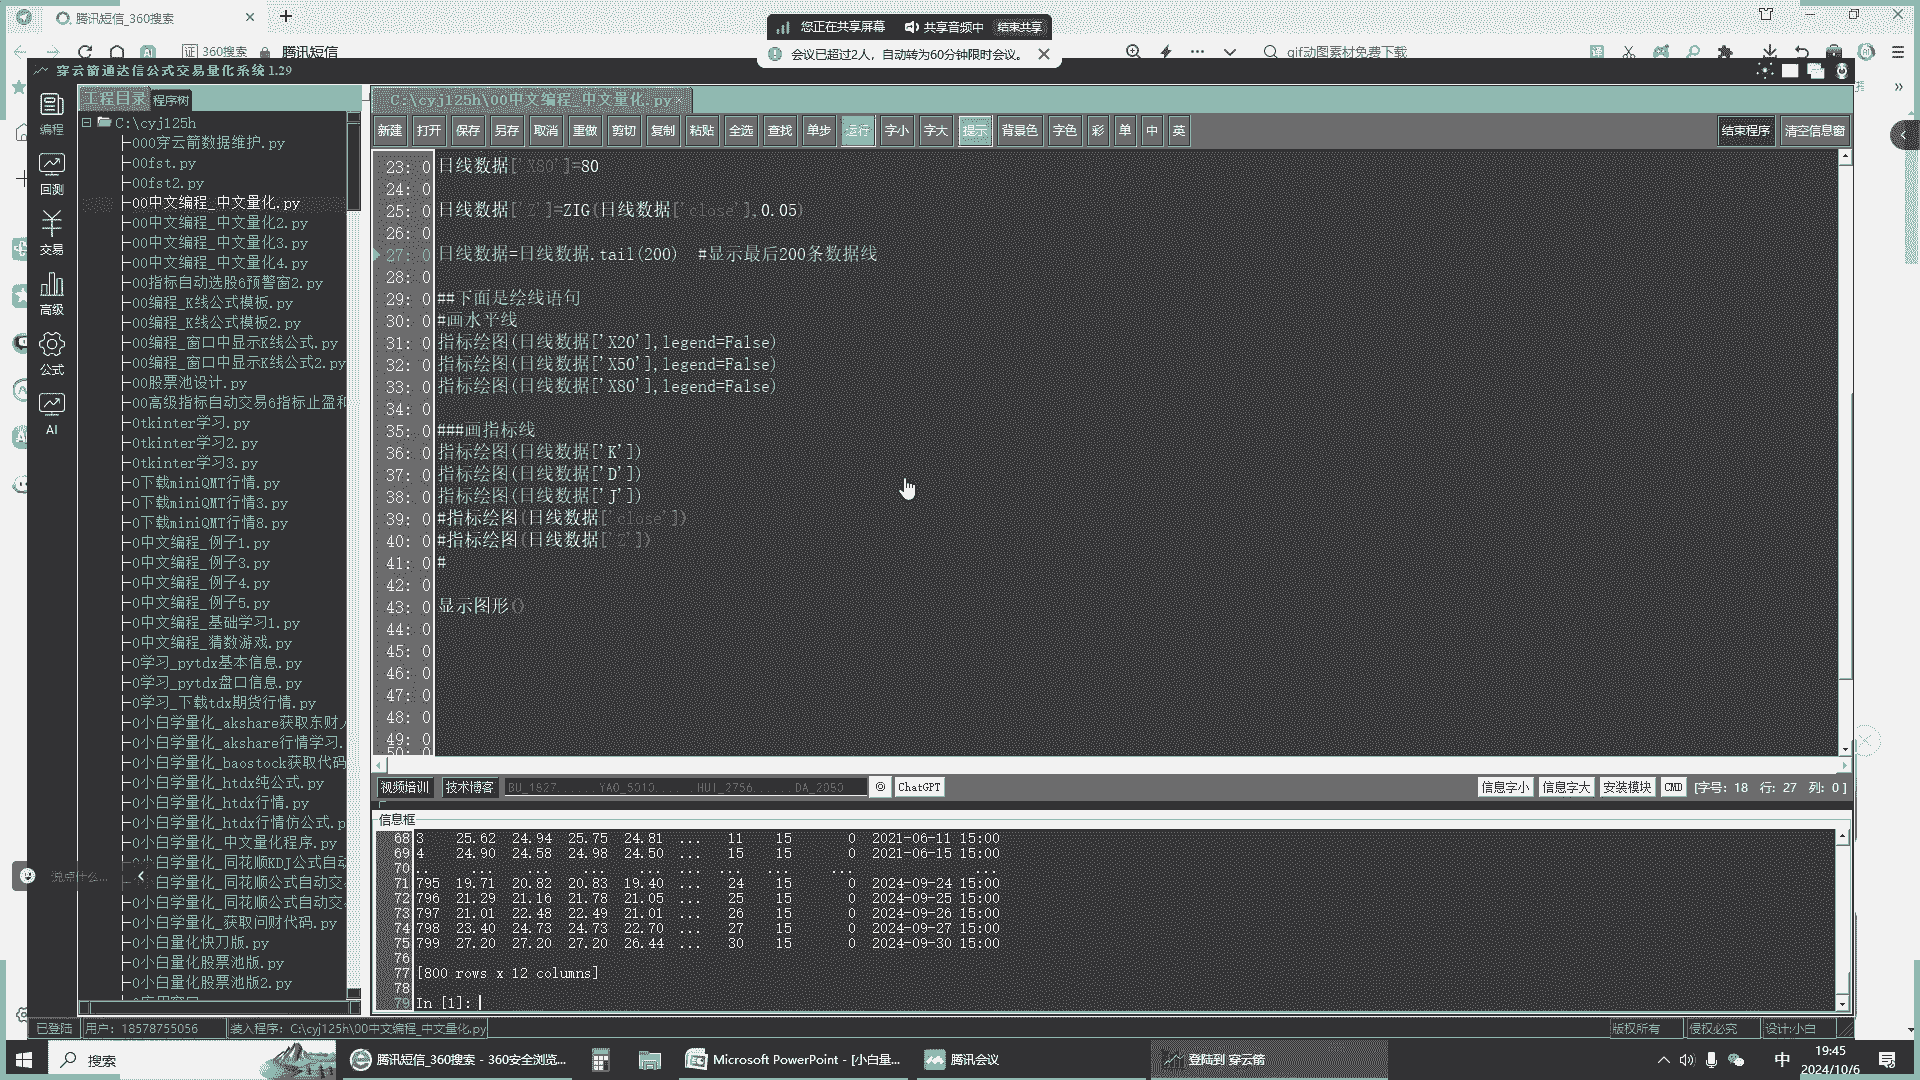 腾讯短信_360搜索
您正在共享屏幕 共享音频中 结束共享
证 360搜索 腾讯短信
会议已超过2人，自动转为60分钟限时会议。
gif动图素材免费下载
穿云箭通达信公式交易量化系统1.29
编程
回测
交易
高级
公式
AI
工程目录 程序树
C:\cyj125h
000穿云箭数据维护.py
00fst.py
00fst2.py
00中文编程_中文量化.py
00中文编程_中文量化2.py
00中文编程_中文量化3.py
00中文编程_中文量化4.py
00指标自动选股6预警窗2.py
00编程_K线公式模板.py
00编程_K线公式模板2.py
00编程_窗口中显示K线公式.py
00编程_窗口中显示K线公式2.py
00股票池设计.py
00高级指标自动交易6指标止盈和
0tkinter学习.py
0tkinter学习2.py
0tkinter学习3.py
0下载miniQMT行情.py
0下载miniQMT行情3.py
0下载miniQMT行情8.py
0中文编程_例子1.py
0中文编程_例子3.py
0中文编程_例子4.py
0中文编程_例子5.py
0中文编程_基础学习1.py
0中文编程_猜数游戏.py
0学习_pytdx基本信息.py
0学习_pytdx盘口信息.py
0学习_下载tdx期货行情.py
0小白学量化_akshare获取东财
0小白学量化_akshare行情学习.
0小白学量化_baostock获取代码
0小白学量化_htdx纯公式.py
0小白学量化_htdx行情.py
0小白学量化_htdx行情仿公式.p
0小白学量化_中文量化程序.py
0小白学量化_同花顺KDJ公式自动
0小白学量化_同花顺公式自动交
0小白学量化_同花顺公式自动交
0小白学量化_获取问财代码.py
0小白量化快刀版.py
0小白量化股票池版.py
0小白量化股票池版2.py
说点什么...
C:\cyj125h\00中文编程_中文量化.py
新建 打开 保存 另存 取消 重做 剪切 复制 粘贴 全选 查找 单步 运行 字小 字大 提示 背景色 字色 彩 单 中 英 结束程序 清空信息窗
23: 0 日线数据['X80']=80
24: 0
25: 0 日线数据['Z']=ZIG(日线数据['close'],0.05)
26: 0
27: 0 日线数据=日线数据.tail(200) #显示最后200条数据线
28: 0
29: 0 ##下面是绘线语句
30: 0 #画水平线
31: 0 指标绘图(日线数据['X20'],legend=False)
32: 0 指标绘图(日线数据['X50'],legend=False)
33: 0 指标绘图(日线数据['X80'],legend=False)
34: 0
35: 0 ###画指标线
36: 0 指标绘图(日线数据['K'])
37: 0 指标绘图(日线数据['D'])
38: 0 指标绘图(日线数据['J'])
39: 0 #指标绘图(日线数据['close'])
40: 0 #指标绘图(日线数据['Z'])
41: 0 #
42: 0
43: 0 显示图形()
44: 0
45: 0
46: 0
47: 0
48: 0
49: 0
50: 0
视频培训 技术博客 ChatGPT 信息字小 信息字大 安装模块 CMD [字号: 18 行: 27 列: 0 ]
信息框
68 3 25.62 24.94 25.75 24.81 ... 11 15 0 2021-06-11 15:00
69 4 24.90 24.58 24.98 24.50 ... 15 15 0 2021-06-15 15:00
70 .. ... ... ... ... ... ... ... ... ...
71 795 19.71 20.82 20.83 19.40 ... 24 15 0 2024-09-24 15:00
72 796 21.29 21.16 21.78 21.05 ... 25 15 0 2024-09-25 15:00
73 797 21.01 22.48 22.49 21.01 ... 26 15 0 2024-09-26 15:00
74 798 23.40 24.73 24.73 22.70 ... 27 15 0 2024-09-27 15:00
75 799 27.20 27.20 27.20 26.44 ... 30 15 0 2024-09-30 15:00
76
77 [800 rows x 12 columns]
78
79 In [1]:
已登陆 用户: 18578755056 装入程序: C:\cyj125h\00中文编程_中文量化.py 版权所有 侵权必究 设计:小白
搜索 腾讯短信_360搜索 - 360安全浏览... Microsoft PowerPoint - [小白量... 腾讯会议 登陆到 穿云箭 中 19:45
2024/10/6